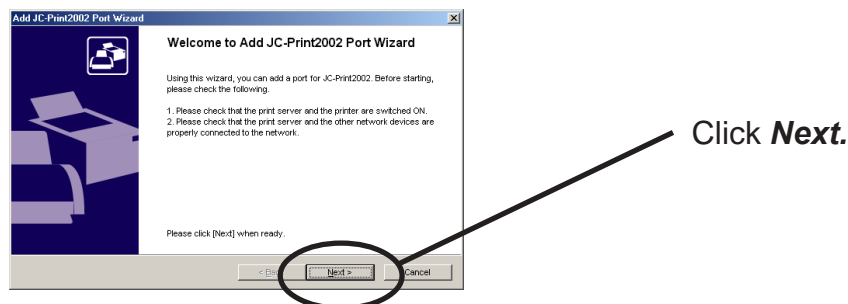 Add JC-Print2002 Port Wizard
Welcome to Add JC-Print2002 Port Wizard
Using this wizard, you can add a port for JC-Print2002. Before starting,
please check the following.
1. Please check that the print server and the printer are switched ON.
2. Please check that the print server and the other network devices are
properly connected to the network.
Please click [Next] when ready.
Next >
Cancel
Click Next.